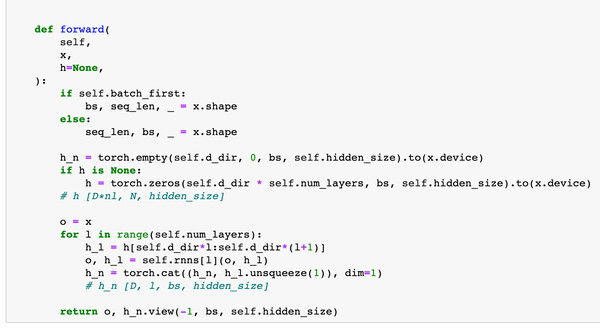 def forward(
    self,
    x,
    h=None,
):
    if self.batch_first:
        bs, seq_len, _ = x.shape
    else:
        seq_len, bs, _ = x.shape

    h_n = torch.empty(self.d_dir, 0, bs, self.hidden_size).to(x.device)
    if h is None:
        h = torch.zeros(self.d_dir * self.num_layers, bs, self.hidden_size).to(x.device)
    # h [D*nl, N, hidden_size]

    o = x
    for l in range(self.num_layers):
        h_l = h[self.d_dir*l:self.d_dir*(l+1)]
        o, h_l = self.rnns[l](o, h_l)
        h_n = torch.cat((h_n, h_l.unsqueeze(1)), dim=1)
        # h_n [D, l, bs, hidden_size]

    return o, h_n.view(-1, bs, self.hidden_size)